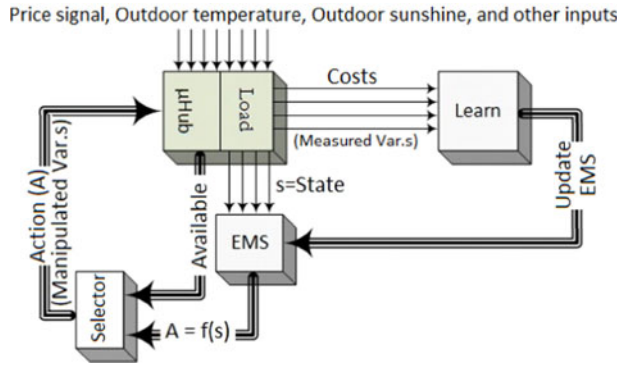 Price signal, Outdoor temperature, Outdoor sunshine, and other inputs
µHub
Load
Costs
(Measured Var.s)
Learn
Update
EMS
s=State
Available
EMS
Action (A)
(Manipulated Var.s)
Selector
A = f(s)